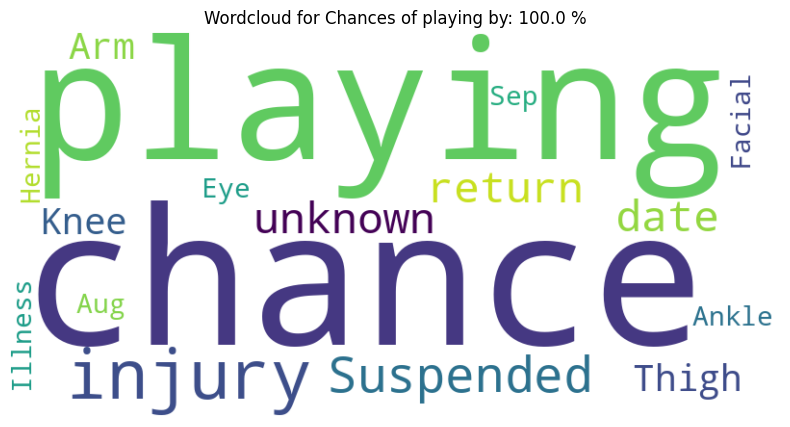 Wordcloud for Chances of playing by: 100.0 %
Arm
playing
Sep
Facial
Hernia
Eye
return
Knee
unknown
date
chance
Aug
Illness
Ankle
injury
Suspended
Thigh